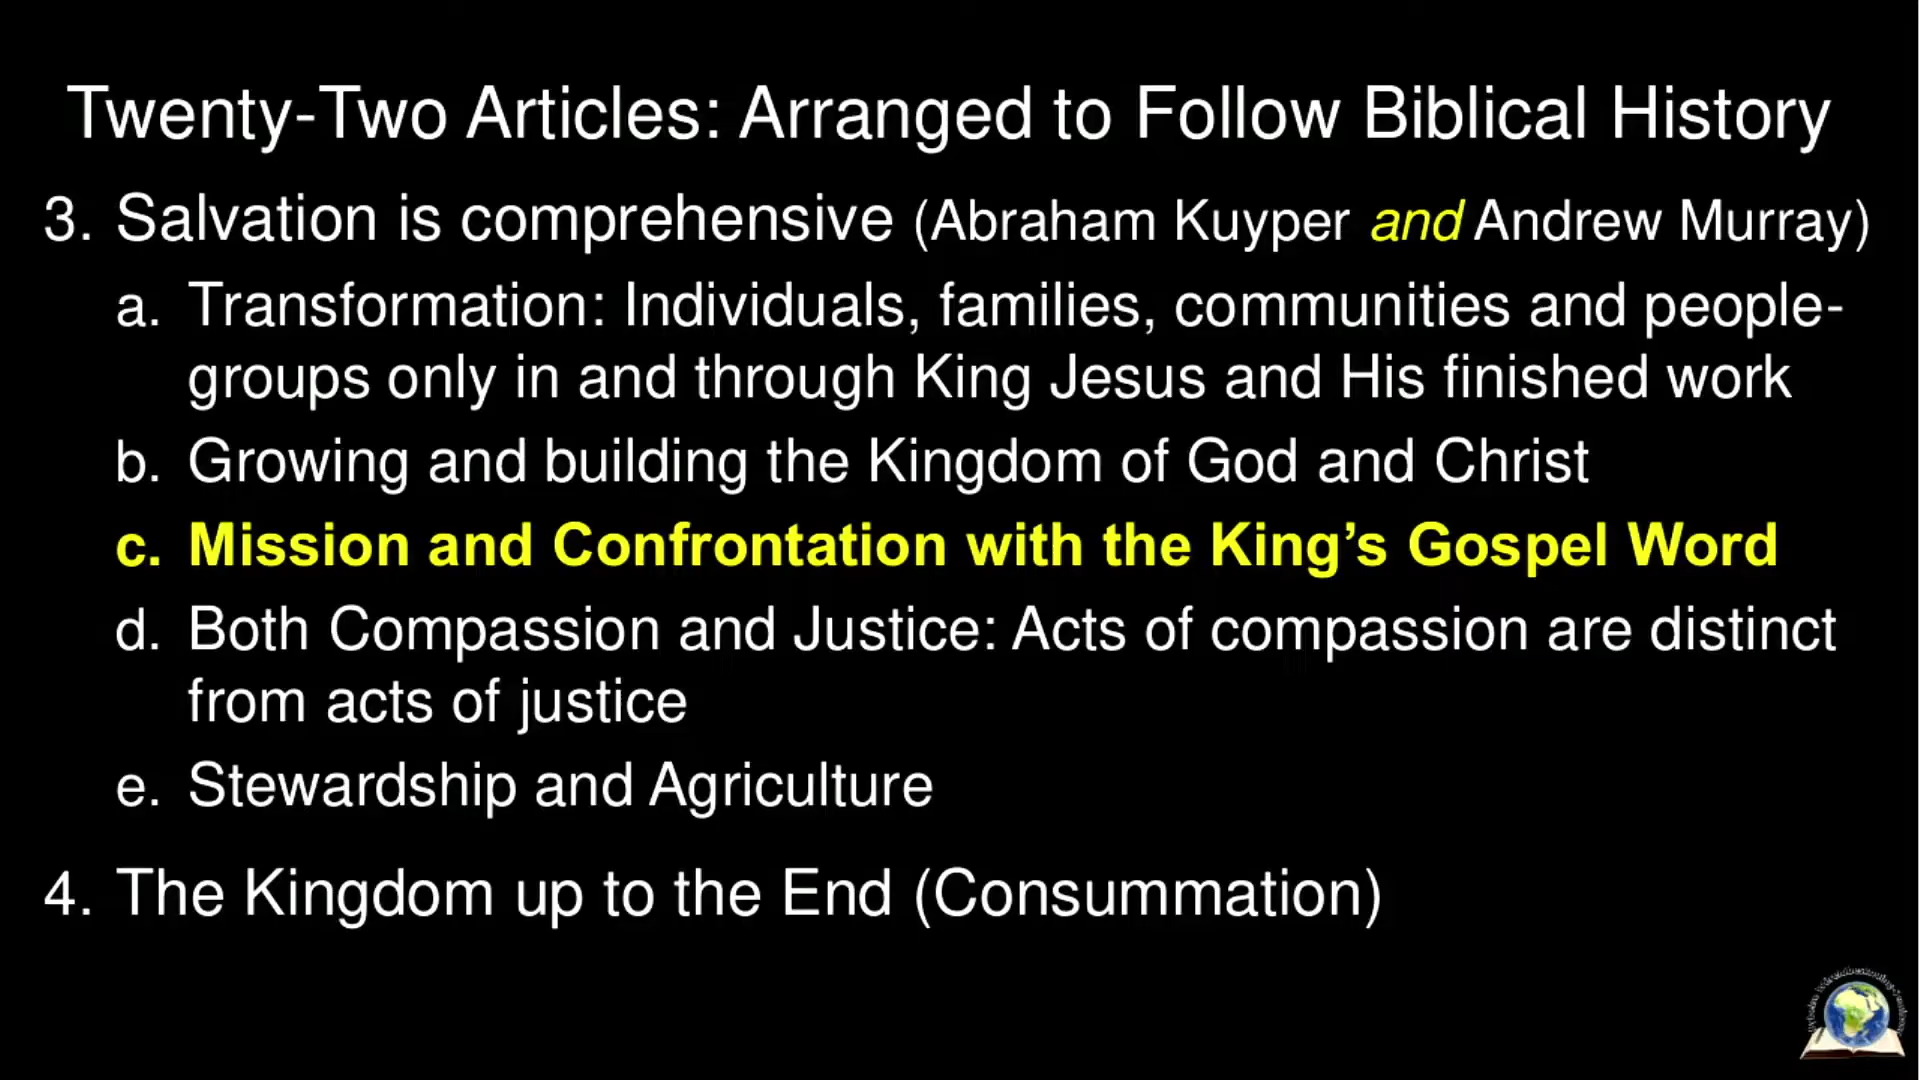 Twenty-Two Articles: Arranged to Follow Biblical History
3. Salvation is comprehensive (Abraham Kuyper and Andrew Murray)
a. Transformation: Individuals, families, communities and people-
groups only in and through King Jesus and His finished work
b. Growing and building the Kingdom of God and Christ
c. Mission and Confrontation with the King’s Gospel Word
d. Both Compassion and Justice: Acts of compassion are distinct
from acts of justice
e. Stewardship and Agriculture
4. The Kingdom up to the End (Consummation)